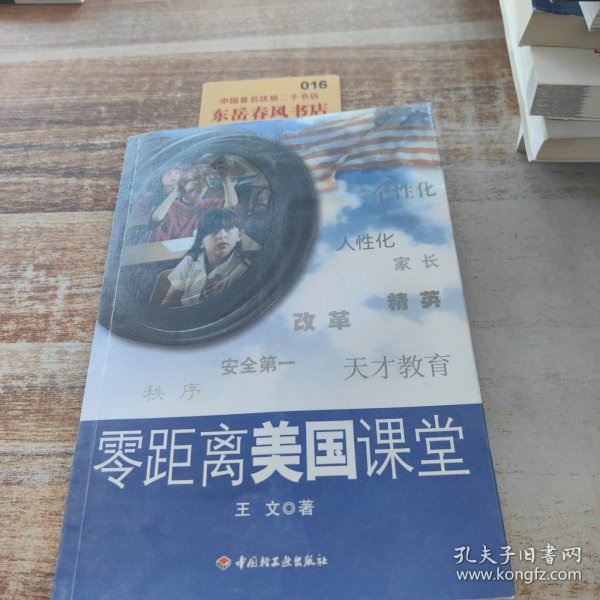 016
中国著名优质二手书店
东岳春风书店
个性化
人性化
家长
精英
改革
安全第一
天才教育
秩序
零距离美国课堂
王文◎著
中国轻工业出版社
孔夫子旧书网
www.kongfz.com